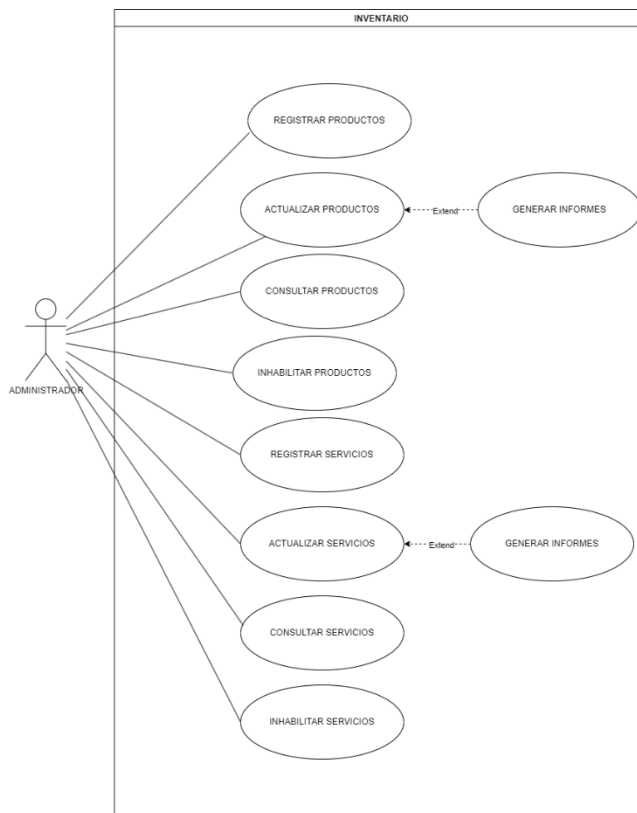 INVENTARIO
REGISTRAR PRODUCTOS
ACTUALIZAR PRODUCTOS
Extend
GENERAR INFORMES
CONSULTAR PRODUCTOS
INHABILITAR PRODUCTOS
ADMINISTRADOR
REGISTRAR SERVICIOS
ACTUALIZAR SERVICIOS
Extend
GENERAR INFORMES
CONSULTAR SERVICIOS
INHABILITAR SERVICIOS